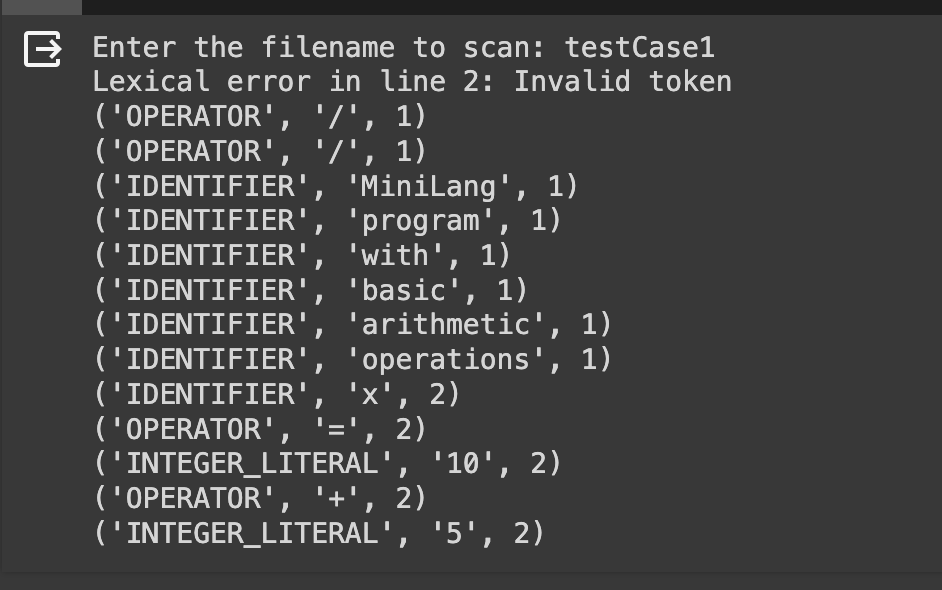 Enter the filename to scan: testCase1
Lexical error in line 2: Invalid token
('OPERATOR', '/', 1)
('OPERATOR', '/', 1)
('IDENTIFIER', 'MiniLang', 1)
('IDENTIFIER', 'program', 1)
('IDENTIFIER', 'with', 1)
('IDENTIFIER', 'basic', 1)
('IDENTIFIER', 'arithmetic', 1)
('IDENTIFIER', 'operations', 1)
('IDENTIFIER', 'x', 2)
('OPERATOR', '=', 2)
('INTEGER_LITERAL', '10', 2)
('OPERATOR', '+', 2)
('INTEGER_LITERAL', '5', 2)